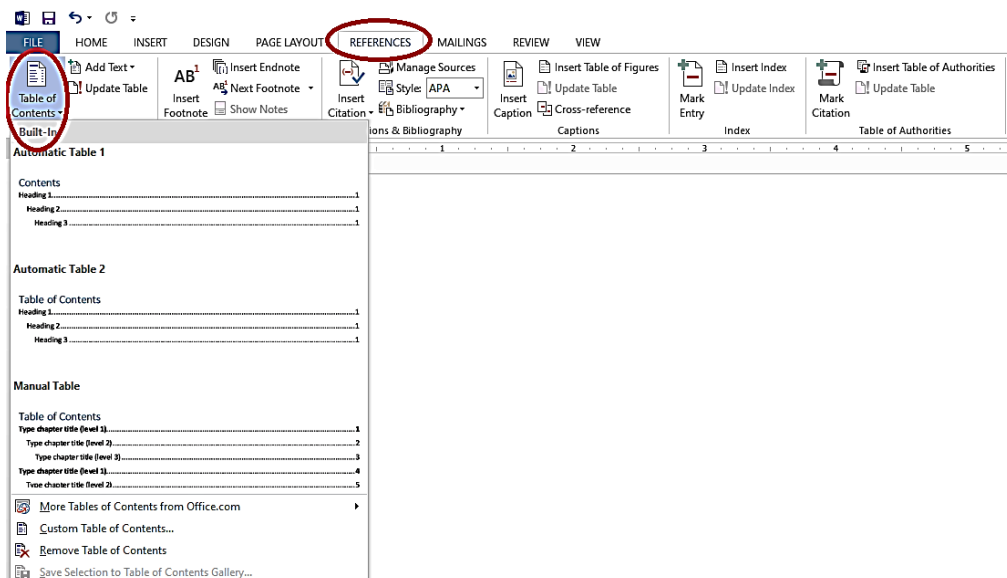 FILE HOME INSERT DESIGN PAGE LAYOUT REFERENCES MAILINGS REVIEW VIEW
Table of Contents
Add Text
Update Table
AB1
Insert Footnote
Insert Endnote
Next Footnote
Show Notes
Insert Citation
Manage Sources
Style: APA
Bibliography
ions & Bibliography
Insert Caption
Insert Table of Figures
Update Table
Cross-reference
Captions
Mark Entry
Insert Index
Update Index
Index
Mark Citation
Insert Table of Authorities
Update Table
Table of Authorities
1 2 3 4 5
Built-In
Automatic Table 1
Contents
Heading 1...1
Heading 2...1
Heading 3...1
Automatic Table 2
Table of Contents
Heading 1...1
Heading 2...1
Heading 3...1
Manual Table
Table of Contents
Type chapter title (level 1)...1
Type chapter title (level 2)...2
Type chapter title (level 3)...3
Type chapter title (level 1)...4
Type chapter title (level 2)...5
More Tables of Contents from Office.com
Custom Table of Contents...
Remove Table of Contents
Save Selection to Table of Contents Gallery...